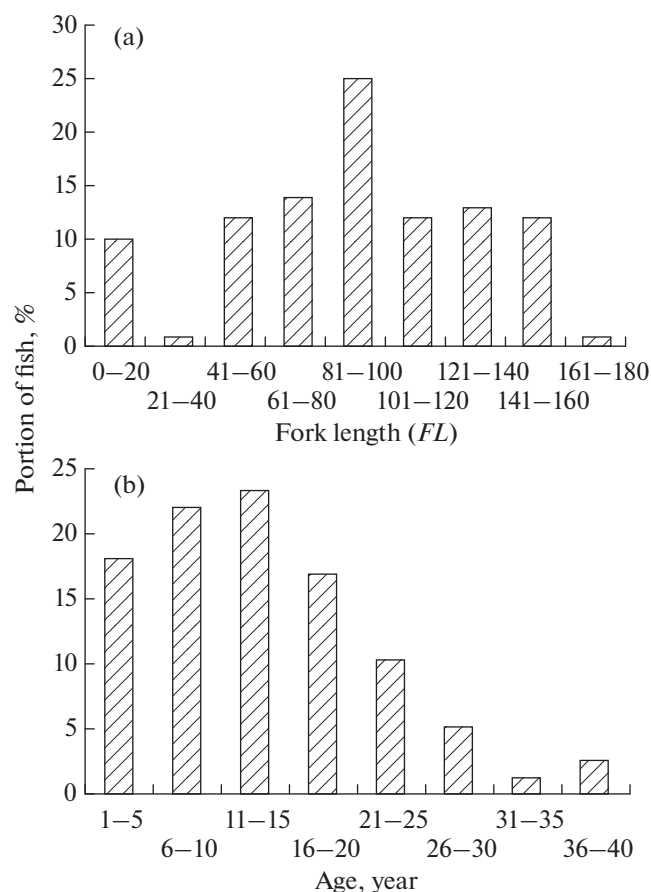 Portion of fish, %
(a)
30
25
20
15
10
5
0
0–20 41–60 81–100 121–140 161–180
21–40 61–80 101–120 141–160
Fork length (FL)
(b)
25
20
15
10
5
0
1–5 11–15 21–25 31–35
6–10 16–20 26–30 36–40
Age, year